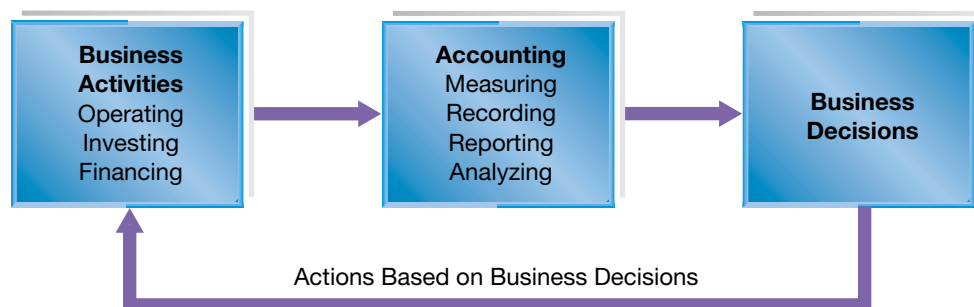 Business
Activities
Operating
Investing
Financing
Accounting
Measuring
Recording
Reporting
Analyzing
Business
Decisions
Actions Based on Business Decisions